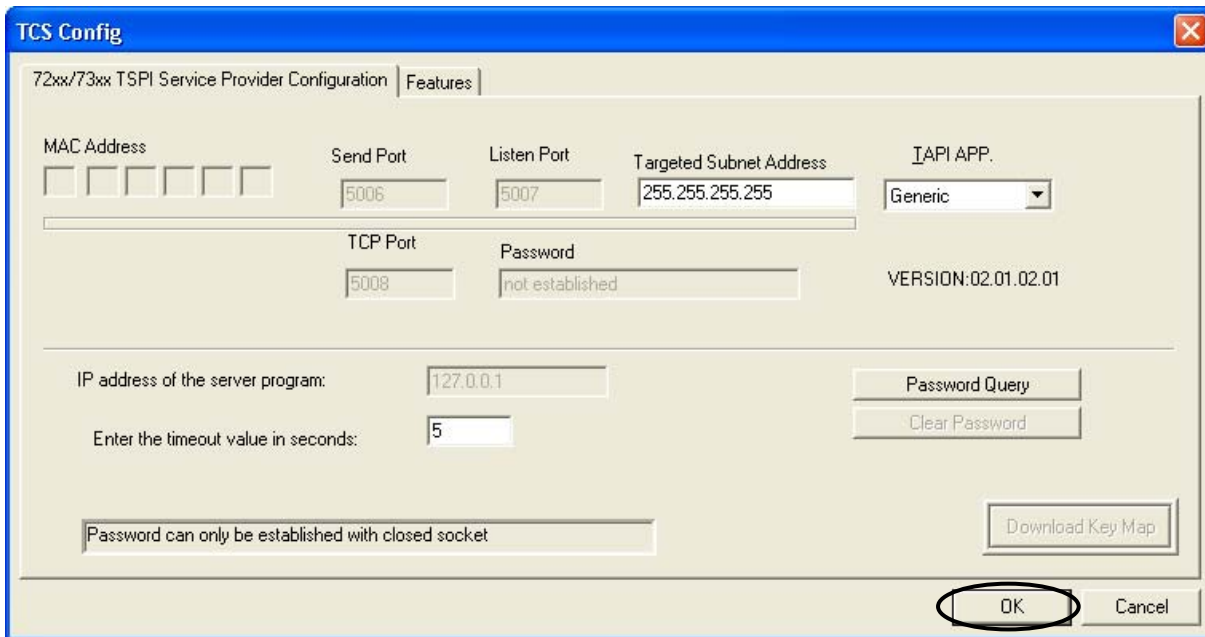 TCS Config
72xx/73xx TSPI Service Provider Configuration
Features
MAC Address
Send Port
Listen Port
Targeted Subnet Address
TAPI APP.
5006
5007
255.255.255.255
Generic
TCP Port
Password
5008
not established
VERSION:02.01.02.01
IP address of the server program:
127.0.0.1
Password Query
Enter the timeout value in seconds:
5
Clear Password
Password can only be established with closed socket
Download Key Map
OK
Cancel